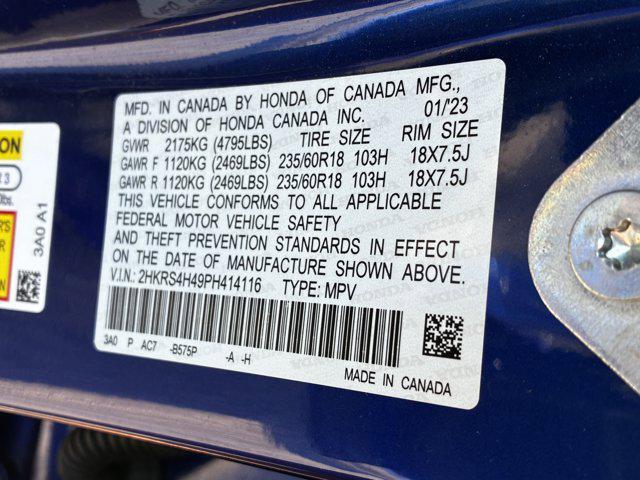 MFD. IN CANADA BY HONDA OF CANADA MFG.,
A DIVISION OF HONDA CANADA INC. 01/'23
GVWR 2175KG (4795LBS) TIRE SIZE RIM SIZE
GAWR F 1120KG (2469LBS) 235/60R18 103H 18X7.5J
GAWR R 1120KG (2469LBS) 235/60R18 103H 18X7.5J
THIS VEHICLE CONFORMS TO ALL APPLICABLE
FEDERAL MOTOR VEHICLE SAFETY
AND THEFT PREVENTION STANDARDS IN EFFECT
ON THE DATE OF MANUFACTURE SHOWN ABOVE.
V.I.N.: 2HKRS4H49PH414116 TYPE: MPV
3A0 P AC7 -B575P -A -H
MADE IN CANADA
3A0 A1